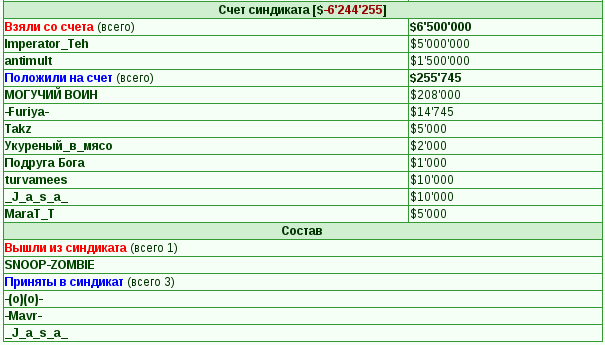 Счет синдиката [$-6'244'255]
Взяли со счета (всего) $6'500'000
Imperator_Teh $5'000'000
antimult $1'500'000
Положили на счет (всего) $255'745
МОГУЧИЙ ВОИН $208'000
-Furiya- $14'745
Takz $5'000
Укуреный_в_мясо $2'000
Подруга Бога $1'000
turvamees $10'000
_J_a_s_a_ $10'000
MaraT_T $5'000
Состав
Вышли из синдиката (всего 1)
SNOOP-ZOMBIE
Приняты в синдикат (всего 3)
-(o)(o)-
-Mavr-
_J_a_s_a_